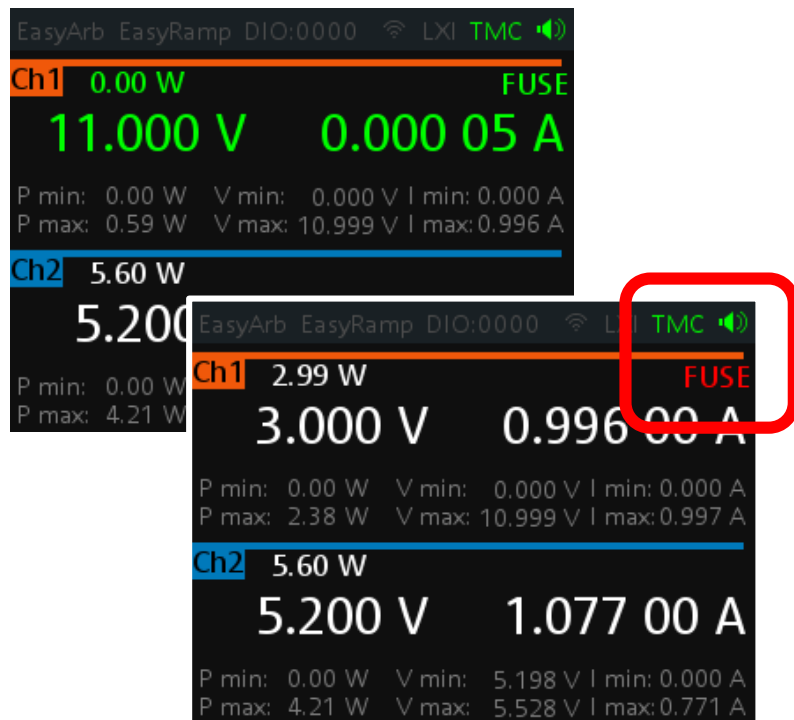 EasyArb EasyRamp DIO:0000 LXI TMC
Ch1 0.00 W FUSE
11.000 V 0.000 05 A
P min: 0.00 W V min: 0.000 V I min: 0.000 A
P max: 0.59 W V max: 10.999 V I max: 0.996 A
Ch2 5.60 W
5.200
P min: 0.00 W
P max: 4.21 W
EasyArb EasyRamp DIO:0000 LXI TMC
Ch1 2.99 W FUSE
3.000 V 0.996 00 A
P min: 0.00 W V min: 0.000 V I min: 0.000 A
P max: 2.38 W V max: 10.999 V I max: 0.997 A
Ch2 5.60 W
5.200 V 1.077 00 A
P min: 0.00 W V min: 5.198 V I min: 0.000 A
P max: 4.21 W V max: 5.528 V I max: 0.771 A